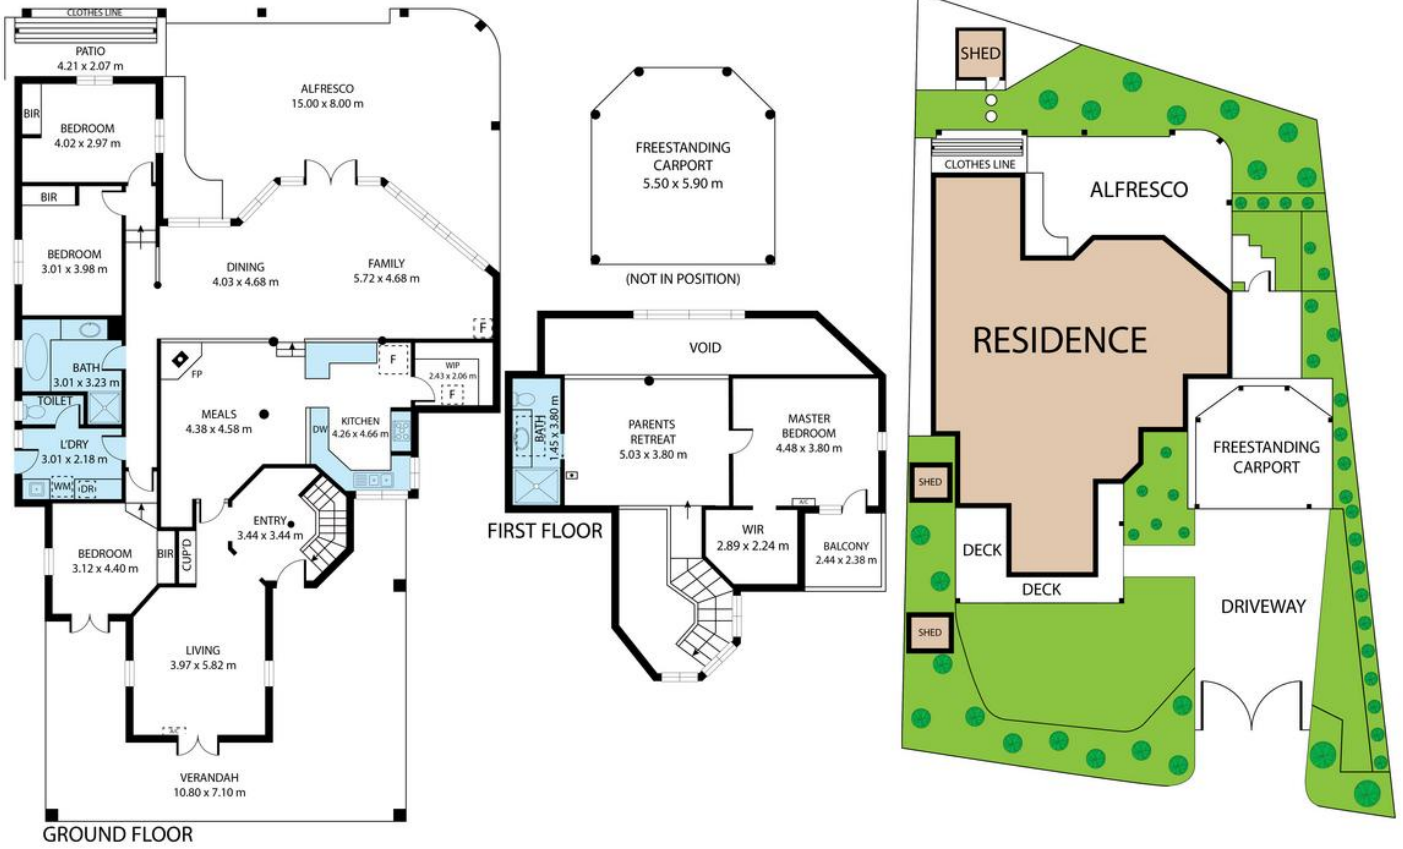 CLOTHES LINE
PATIO
4.21 x 2.07 m
ALFRESCO
15.00 x 8.00 m
BIR
BEDROOM
4.02 x 2.97 m
BIR
BEDROOM
3.01 x 3.98 m
DINING
4.03 x 4.68 m
FAMILY
5.72 x 4.68 m
F
BATH
3.01 x 3.23 m
FP
F
WIP
2.43 x 2.06 m
F
TOILET
MEALS
4.38 x 4.58 m
DW
KITCHEN
4.26 x 4.66 m
L'DRY
3.01 x 2.18 m
WM
DR
ENTRY
3.44 x 3.44 m
BEDROOM
3.12 x 4.40 m
BIR
CUP'D
LIVING
3.97 x 5.82 m
A/C
VERANDAH
10.80 x 7.10 m
GROUND FLOOR
FREESTANDING
CARPORT
5.50 x 5.90 m
(NOT IN POSITION)
VOID
BATH
1.45 x 3.80 m
PARENTS
RETREAT
5.03 x 3.80 m
MASTER
BEDROOM
4.48 x 3.80 m
A/C
FIRST FLOOR
WIR
2.89 x 2.24 m
BALCONY
2.44 x 2.38 m
SHED
CLOTHES LINE
ALFRESCO
RESIDENCE
FREESTANDING
CARPORT
SHED
DECK
DECK
DRIVEWAY
SHED